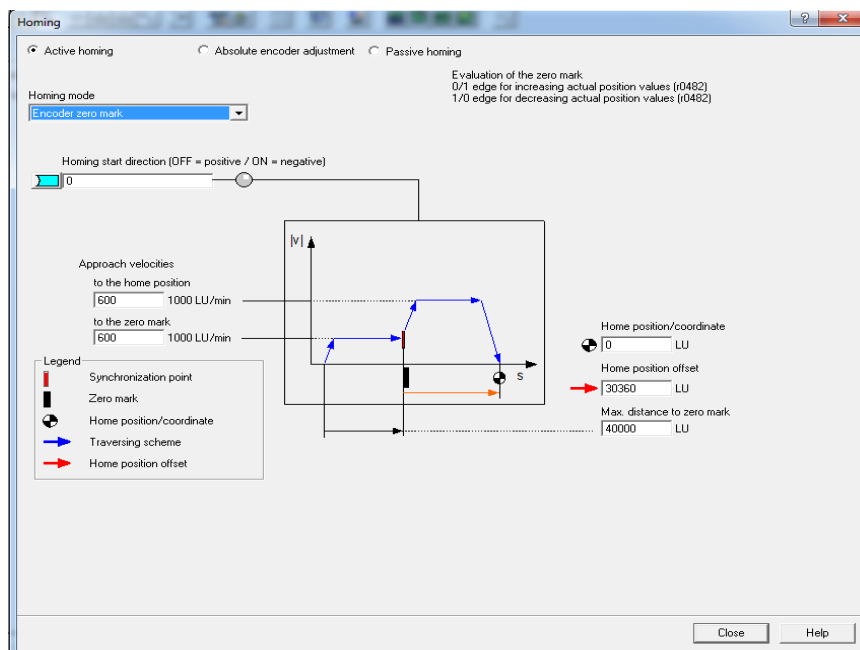 Homing
Active homing
Absolute encoder adjustment
Passive homing
Evaluation of the zero mark
0/1 edge for increasing actual position values (r0482)
1/0 edge for decreasing actual position values (r0482)
Homing mode
Encoder zero mark
Homing start direction (OFF = positive / ON = negative)
0
|v|
Approach velocities
to the home position
600 1000 LU/min
to the zero mark
600 1000 LU/min
s
Home position/coordinate
0 LU
Home position offset
30360 LU
Max. distance to zero mark
40000 LU
Legend
Synchronization point
Zero mark
Home position/coordinate
Traversing scheme
Home position offset
Close
Help